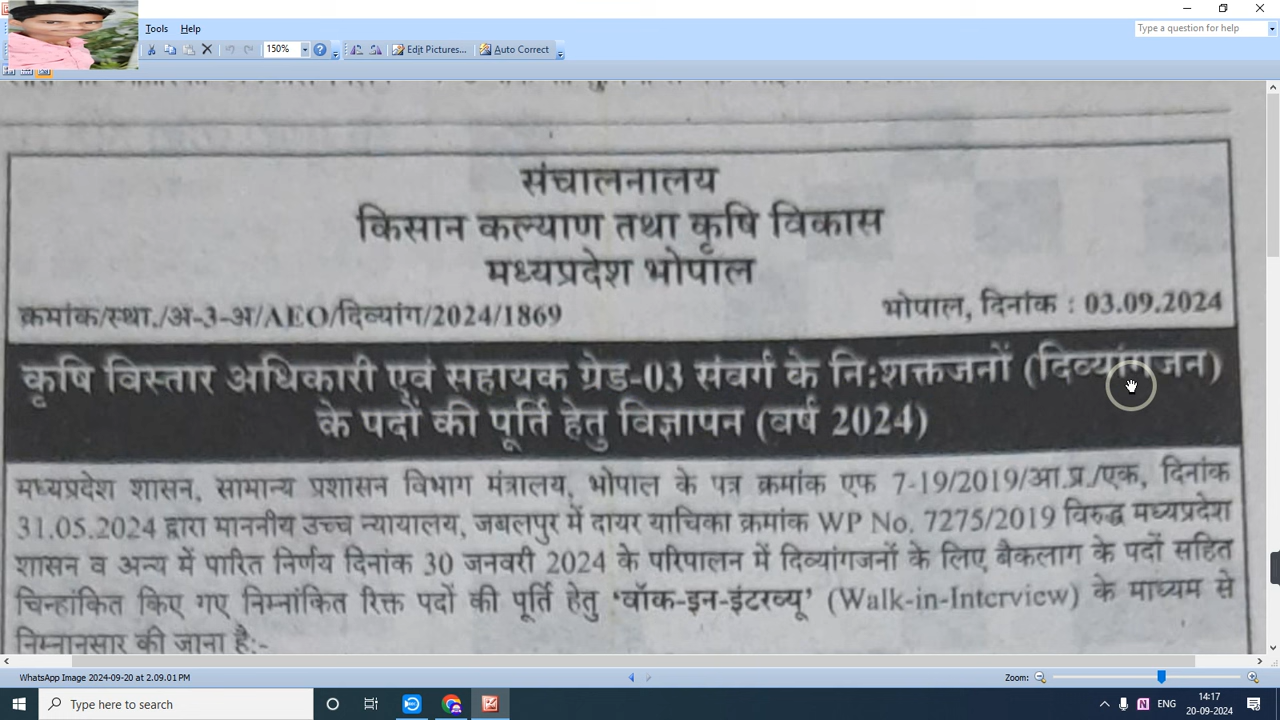 Tools Help
Type a question for help
150%
Edit Pictures...
Auto Correct
संचालनालय
किसान कल्याण तथा कृषि विकास
मध्यप्रदेश भोपाल
क्रमांक/स्था./अ-3-अ/AEO/दिव्यांग/2024/1869
भोपाल, दिनांक : 03.09.2024
कृषि विस्तार अधिकारी एवं सहायक ग्रेड-03 संवर्ग के नि:शक्तजनों (दिव्यांगजन)
के पदों की पूर्ति हेतु विज्ञापन (वर्ष 2024)
मध्यप्रदेश शासन, सामान्य प्रशासन विभाग मंत्रालय, भोपाल के पत्र क्रमांक एफ 7-19/2019/आ.प्र./एक, दिनांक
31.05.2024 द्वारा माननीय उच्च न्यायालय, जबलपुर में दायर याचिका क्रमांक WP No. 7275/2019 विरुद्ध मध्यप्रदेश
शासन व अन्य में पारित निर्णय दिनांक 30 जनवरी 2024 के परिपालन में दिव्यांगजनों के लिए बैकलाग के पदों सहित
चिन्हांकित किए गए निम्नांकित रिक्त पदों की पूर्ति हेतु 'वॉक-इन-इंटरव्यू' (Walk-in-Interview) के माध्यम से
निम्नानुसार की जाना है:-
WhatsApp Image 2024-09-20 at 2.09.01 PM
Zoom:
Type here to search
ENG
14:17
20-09-2024